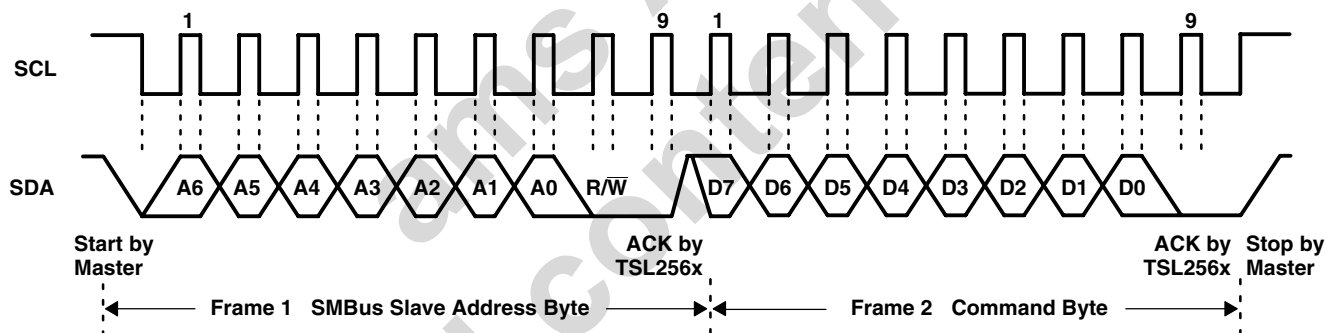 1 9 1 9
SCL
SDA A6 A5 A4 A3 A2 A1 A0 R/W̅ D7 D6 D5 D4 D3 D2 D1 D0
Start by Master
ACK by TSL256x
ACK by TSL256x
Stop by Master
Frame 1 SMBus Slave Address Byte
Frame 2 Command Byte
ams